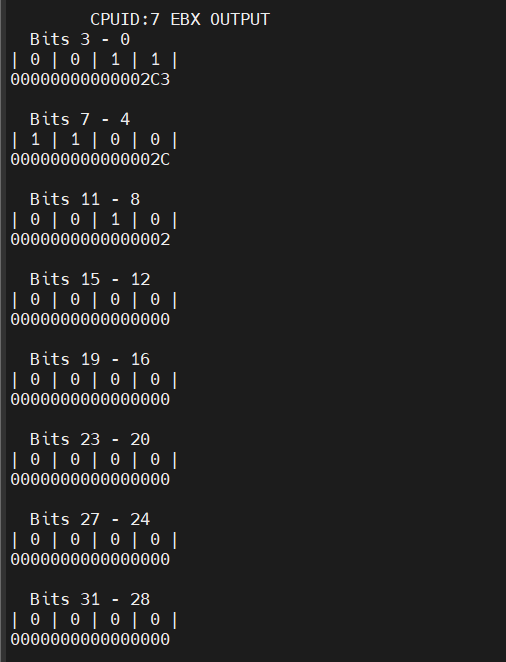 CPUID:7 EBX OUTPUT
Bits 3 - 0
| 0 | 0 | 1 | 1 |
00000000000002C3
Bits 7 - 4
| 1 | 1 | 0 | 0 |
000000000000002C
Bits 11 - 8
| 0 | 0 | 1 | 0 |
0000000000000002
Bits 15 - 12
| 0 | 0 | 0 | 0 |
0000000000000000
Bits 19 - 16
| 0 | 0 | 0 | 0 |
0000000000000000
Bits 23 - 20
| 0 | 0 | 0 | 0 |
0000000000000000
Bits 27 - 24
| 0 | 0 | 0 | 0 |
0000000000000000
Bits 31 - 28
| 0 | 0 | 0 | 0 |
0000000000000000